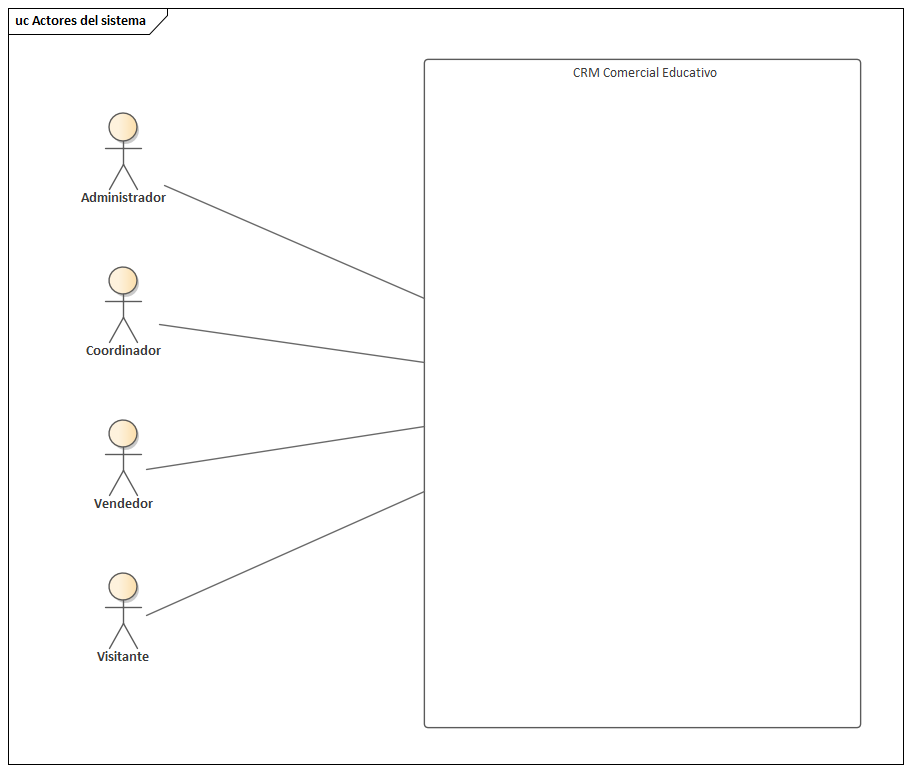 uc Actores del sistema
CRM Comercial Educativo
Administrador
Coordinador
Vendedor
Visitante